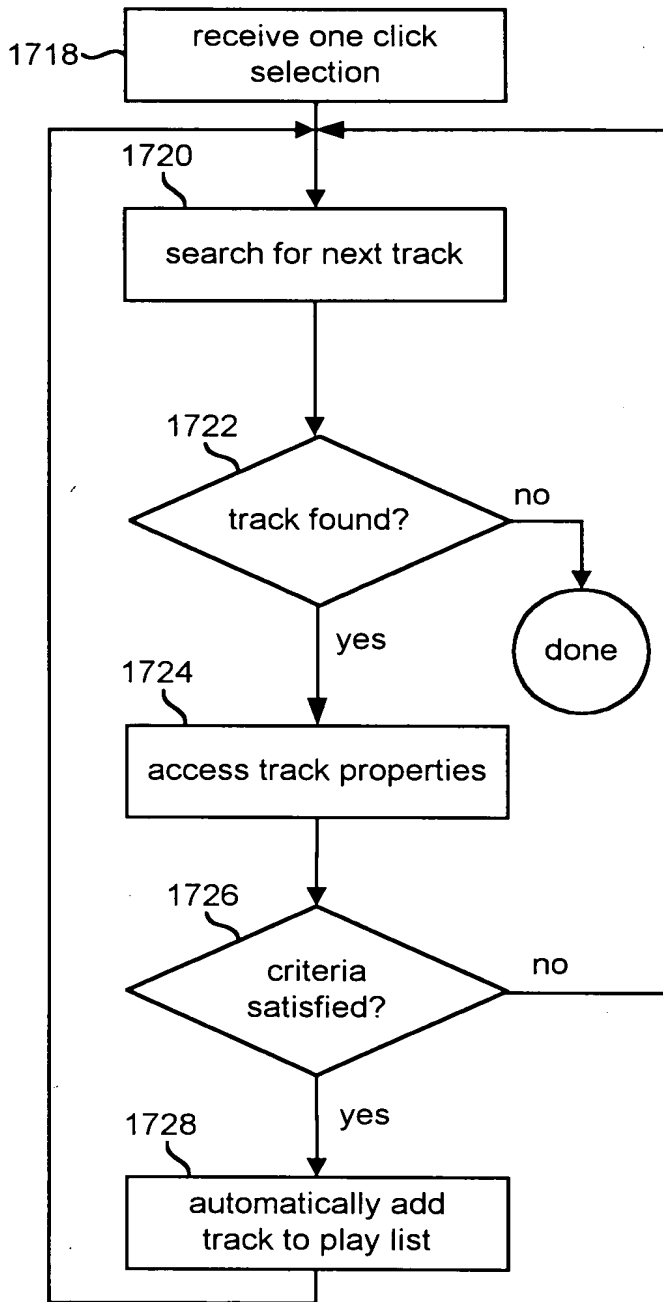 1718
receive one click
selection
1720
search for next track
1722
track found?
no
yes
done
1724
access track properties
1726
criteria
satisfied?
no
yes
1728
automatically add
track to play list